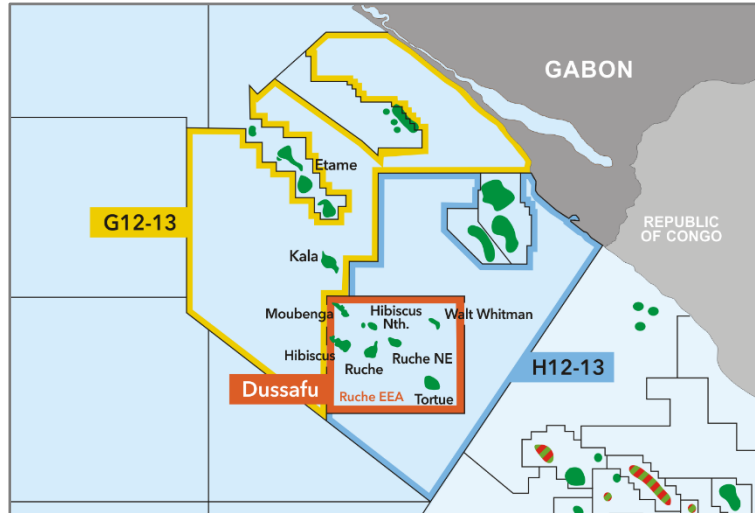 GABON
Etame
G12-13
REPUBLIC
OF CONGO
Kala
Moubenga
Hibiscus
Nth.
Walt Whitman
Hibiscus
Ruche
Ruche NE
H12-13
Dussafu
Ruche EEA
Tortue